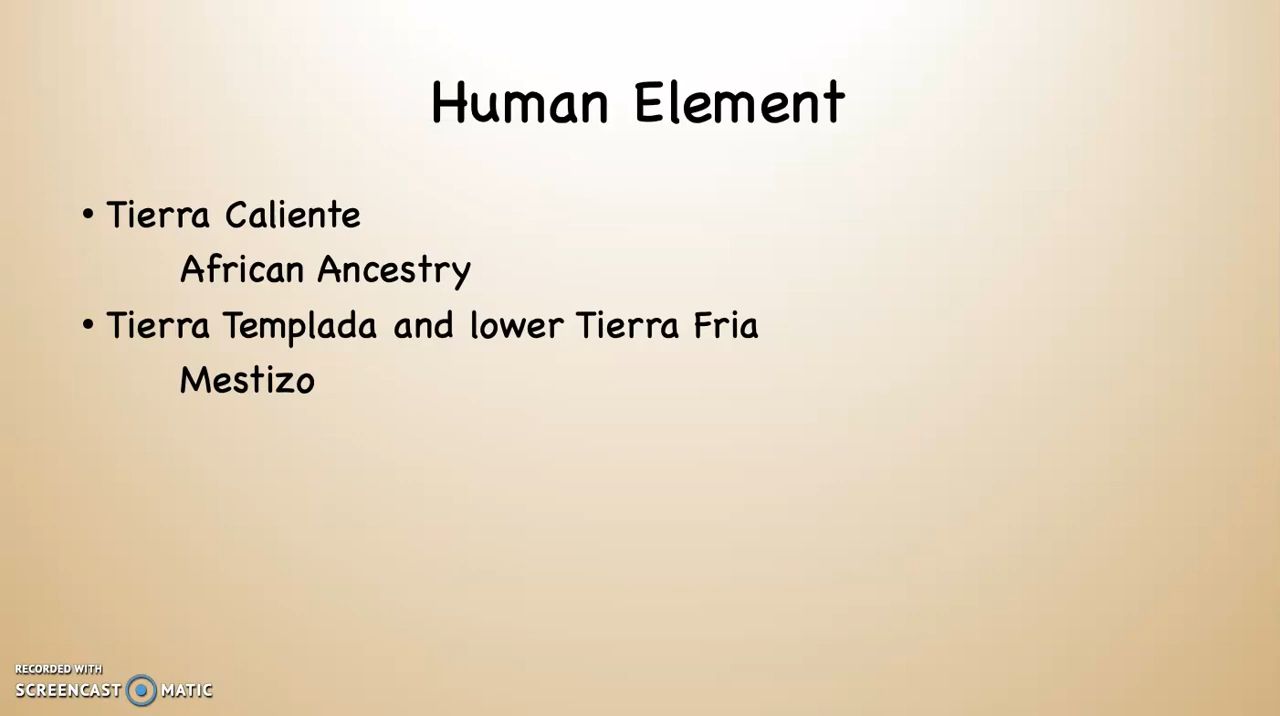 Human Element
• Tierra Caliente
African Ancestry
• Tierra Templada and lower Tierra Fria
Mestizo
RECORDED WITH
SCREENCAST MATIC